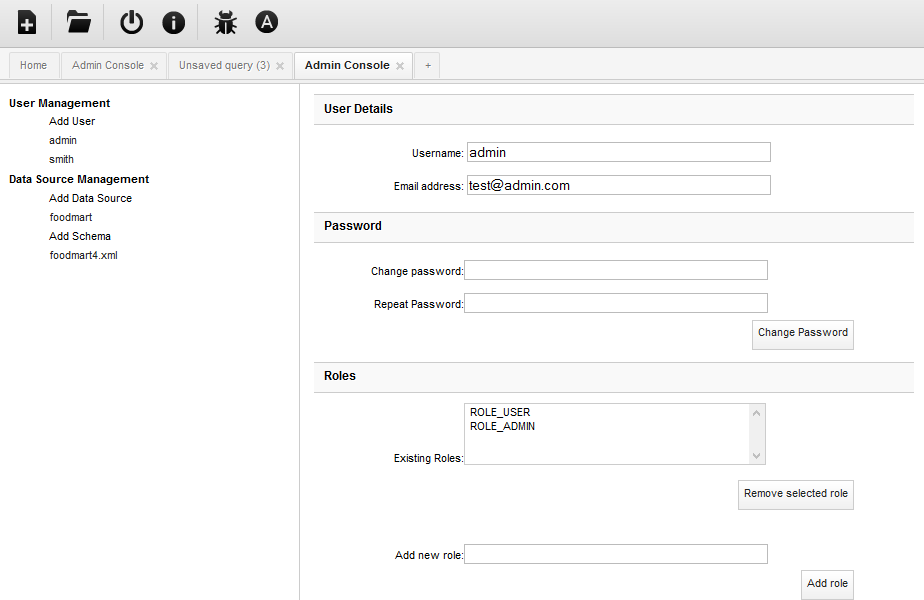 Home
Admin Console
Unsaved query (3)
Admin Console
+
User Management
Add User
admin
smith
Data Source Management
Add Data Source
foodmart
Add Schema
foodmart4.xml
User Details
Username: admin
Email address: test@admin.com
Password
Change password:
Repeat Password:
Change Password
Roles
ROLE_USER
ROLE_ADMIN
Existing Roles:
Remove selected role
Add new role:
Add role